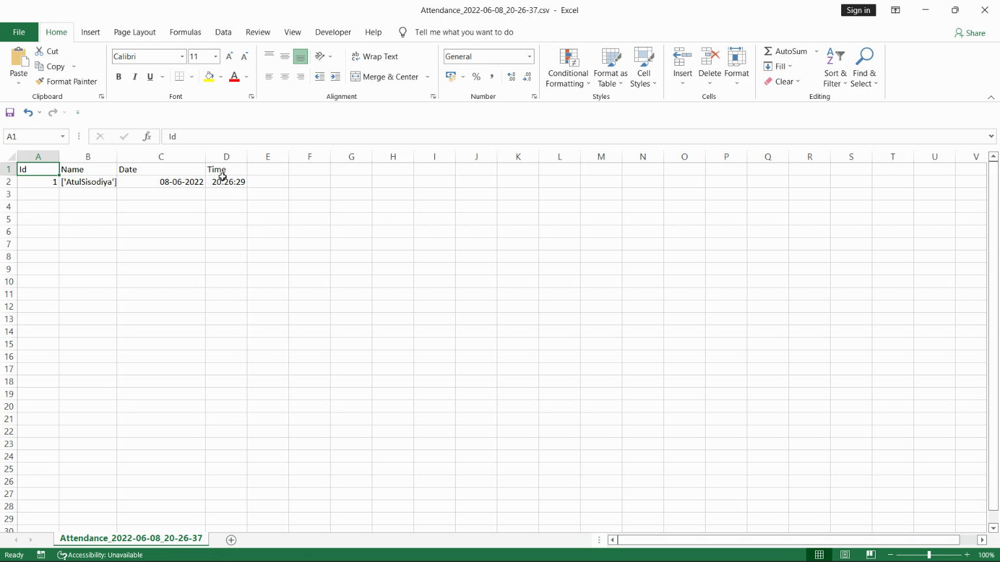 Attendance_2022-06-08_20-26-37.csv - Excel
Sign in
File Home Insert Page Layout Formulas Data Review View Developer Help Tell me what you want to do
Share
Paste
Cut
Copy
Format Painter
Clipboard
Calibri 11 A A
B I U A
Font
ab Wrap Text
Merge & Center
Alignment
General
% , .00 .0
Number
Conditional Formatting
Format as Table
Cell Styles
Styles
Insert Delete Format
Cells
AutoSum
Fill
Clear
Sort & Filter
Find & Select
Editing
A1 fx Id
A B C D E F G H I J K L M N O P Q R S T U V
1 Id Name Date Time
2 1 ['AtulSisodiya'] 08-06-2022 20:26:29
3
4
5
6
7
8
9
10
11
12
13
14
15
16
17
18
19
20
21
22
23
24
25
26
27
28
29
30
Attendance_2022-06-08_20-26-37
Ready Accessibility: Unavailable 100%